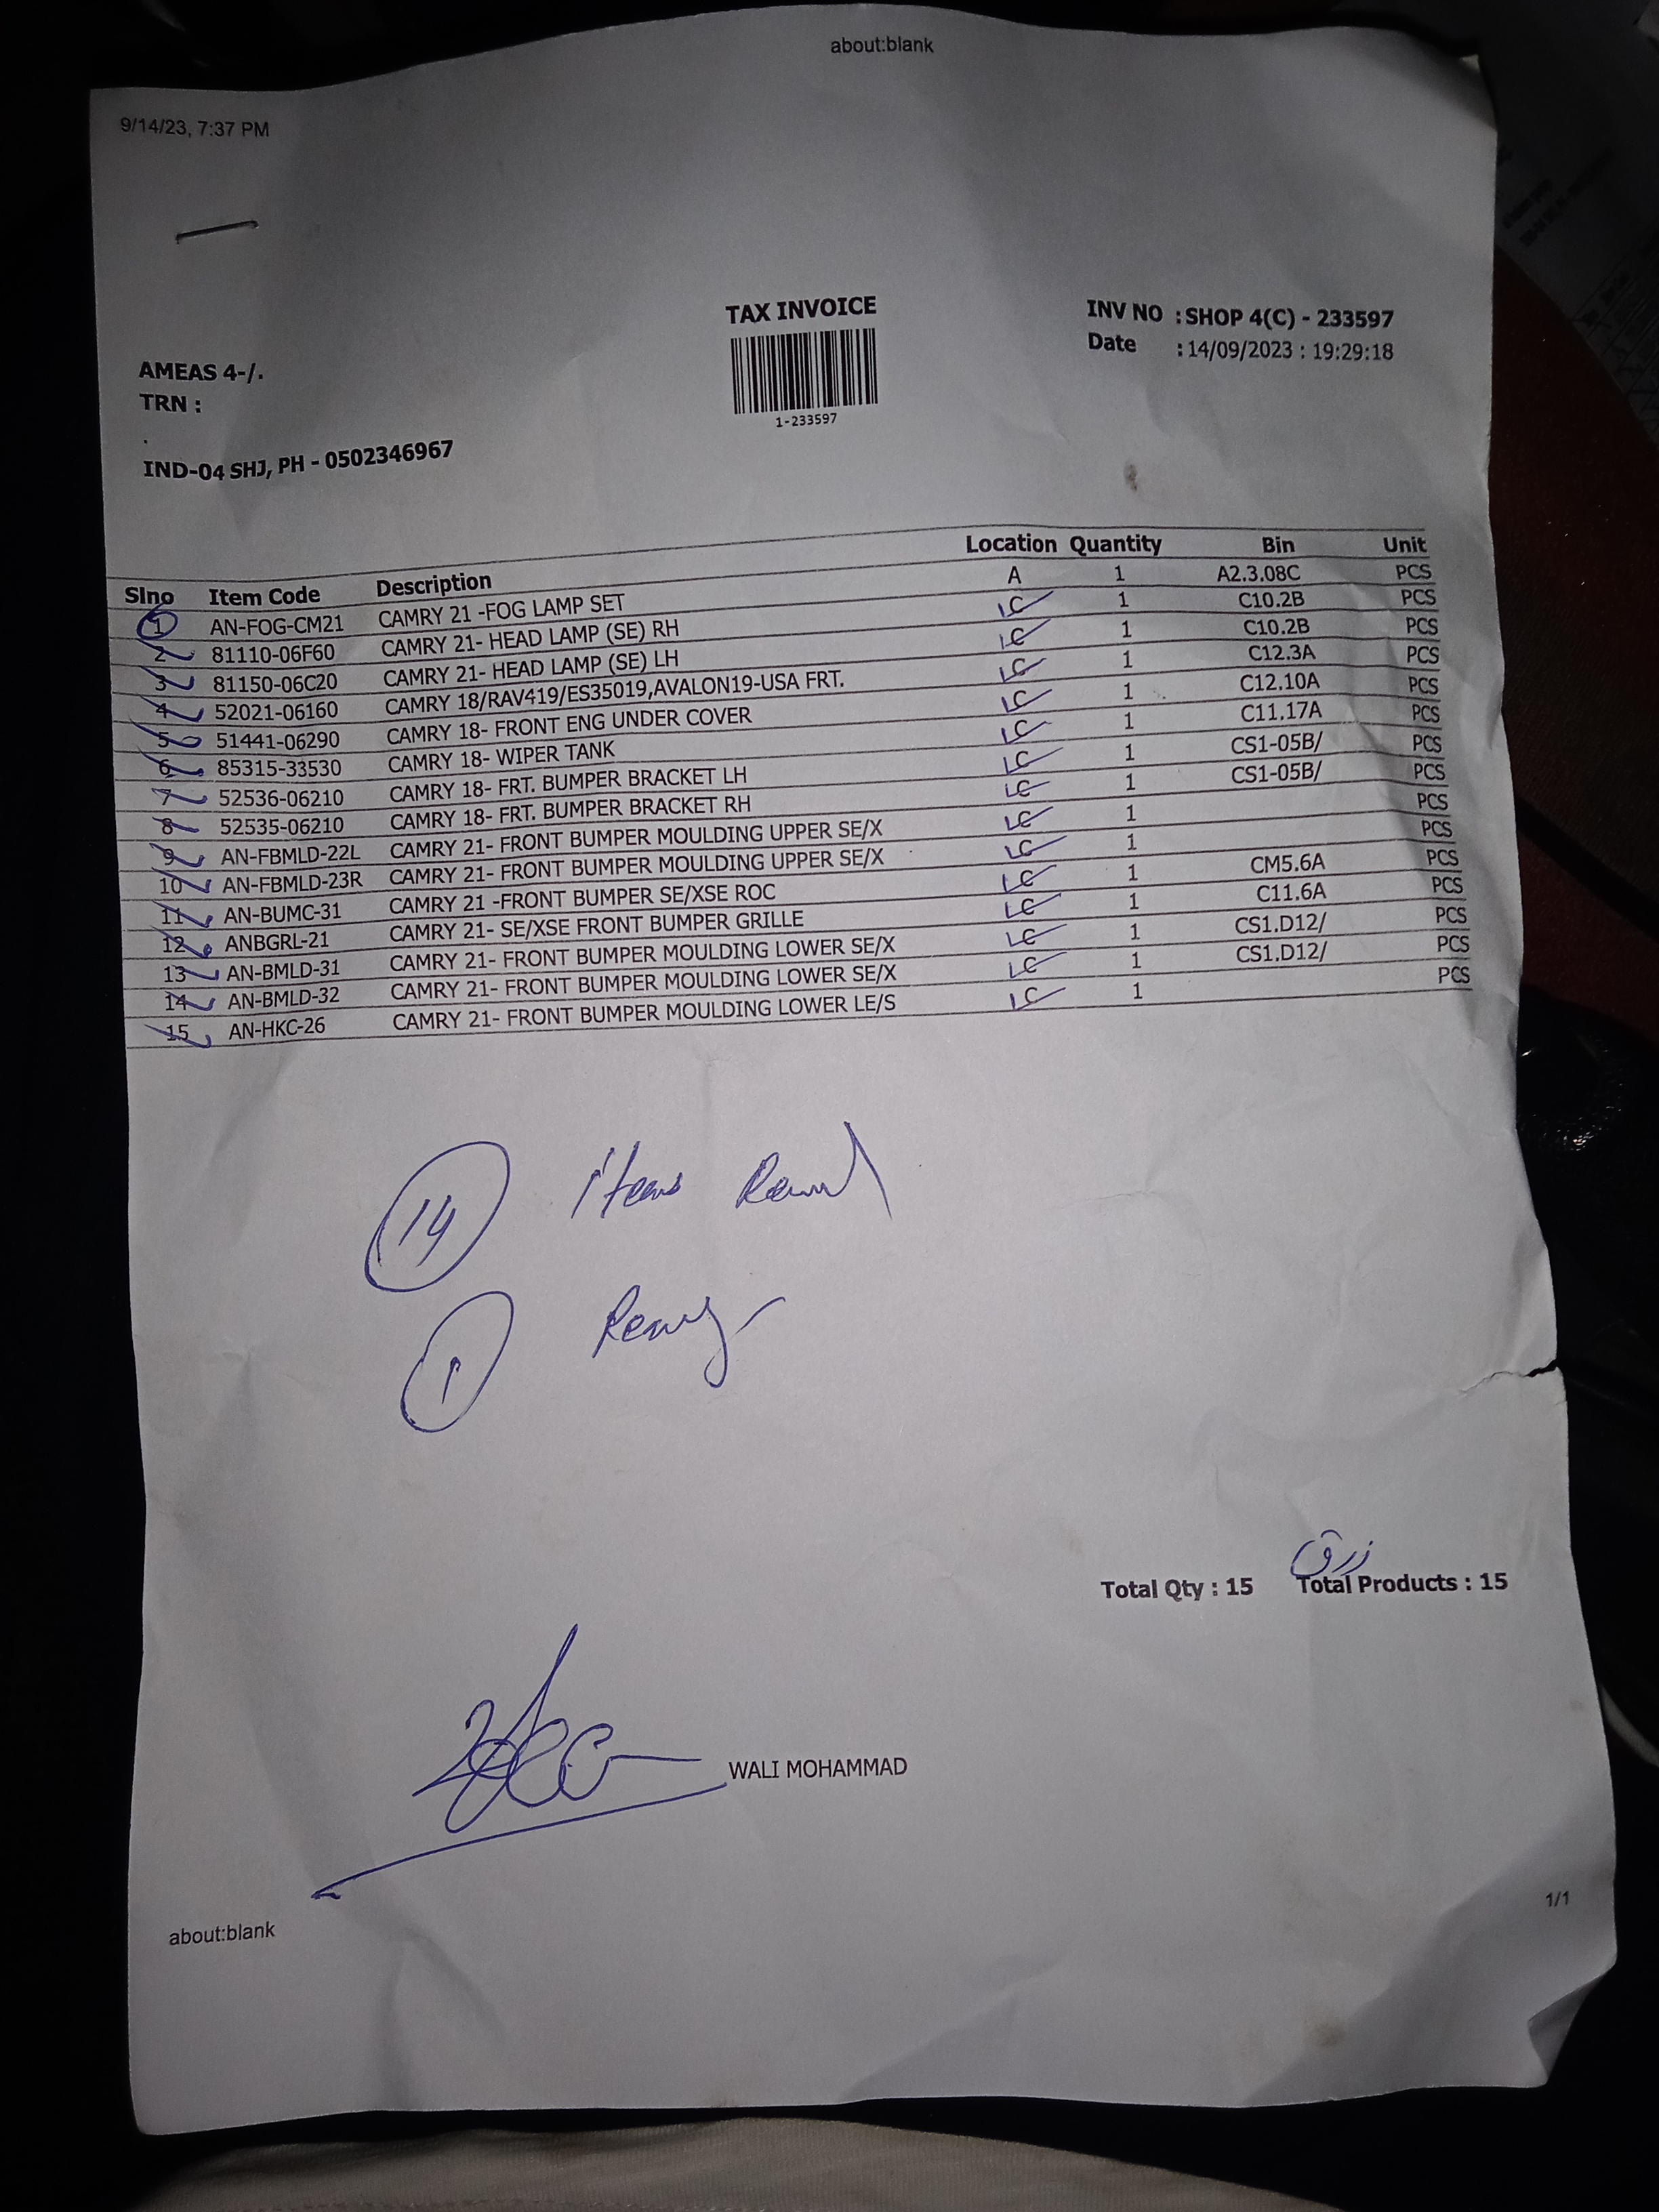 about:blank
9/14/23, 7:37 PM
TAX INVOICE
1-233597
INV NO : SHOP 4(C) - 233597
Date : 14/09/2023 : 19:29:18
AMEAS 4-/.
TRN :
.
IND-04 SHJ, PH - 0502346967
Slno Item Code Description Location Quantity Bin Unit
1 AN-FOG-CM21 CAMRY 21 -FOG LAMP SET A 1 A2.3.08C PCS
2 81110-06F60 CAMRY 21- HEAD LAMP (SE) RH C 1 C10.2B PCS
3 81150-06C20 CAMRY 21- HEAD LAMP (SE) LH C 1 C10.2B PCS
4 52021-06160 CAMRY 18/RAV419/ES35019,AVALON19-USA FRT. C 1 C12.3A PCS
5 51441-06290 CAMRY 18- FRONT ENG UNDER COVER C 1 C12.10A PCS
6 85315-33530 CAMRY 18- WIPER TANK C 1 C11.17A PCS
7 52536-06210 CAMRY 18- FRT. BUMPER BRACKET LH C 1 CS1-05B/ PCS
8 52535-06210 CAMRY 18- FRT. BUMPER BRACKET RH C 1 CS1-05B/ PCS
9 AN-FBMLD-22L CAMRY 21- FRONT BUMPER MOULDING UPPER SE/X C 1 PCS
10 AN-FBMLD-23R CAMRY 21- FRONT BUMPER MOULDING UPPER SE/X C 1 PCS
11 AN-BUMC-31 CAMRY 21 -FRONT BUMPER SE/XSE ROC C 1 CM5.6A PCS
12 ANBGRL-21 CAMRY 21- SE/XSE FRONT BUMPER GRILLE C 1 C11.6A PCS
13 AN-BMLD-31 CAMRY 21- FRONT BUMPER MOULDING LOWER SE/X C 1 CS1.D12/ PCS
14 AN-BMLD-32 CAMRY 21- FRONT BUMPER MOULDING LOWER SE/X C 1 CS1.D12/ PCS
15 AN-HKC-26 CAMRY 21- FRONT BUMPER MOULDING LOWER LE/S C 1 PCS
14 items
1
Total Qty : 15 Total Products : 15
WALI MOHAMMAD
about:blank
1/1